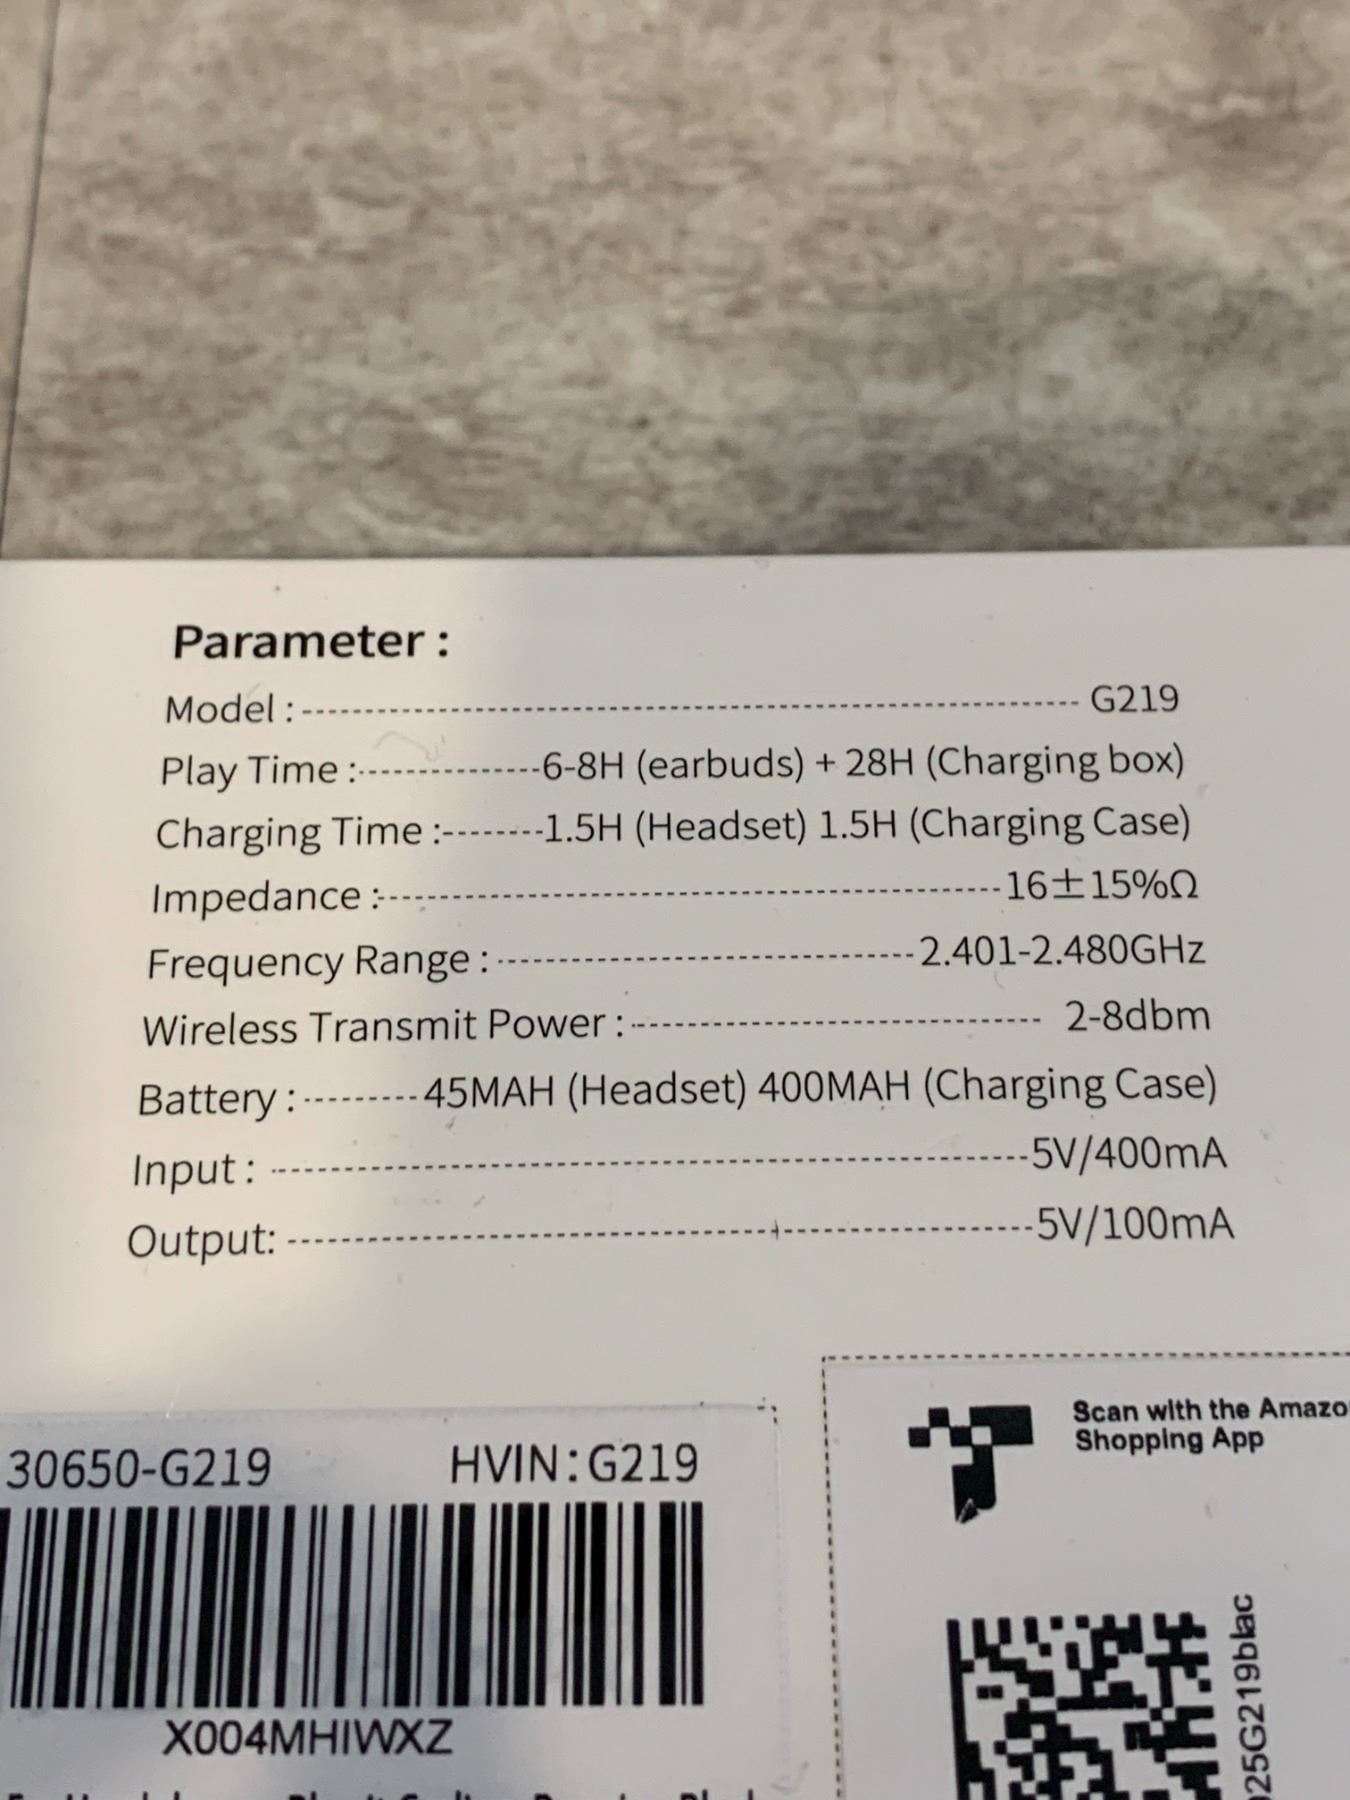 Parameter :
Model : G219
Play Time : 6-8H (earbuds) + 28H (Charging box)
Charging Time : 1.5H (Headset) 1.5H (Charging Case)
Impedance : 16±15%Ω
Frequency Range : 2.401-2.480GHz
Wireless Transmit Power : 2-8dbm
Battery : 45MAH (Headset) 400MAH (Charging Case)
Input : 5V/400mA
Output: 5V/100mA
30650-G219 HVIN:G219
X004MHIWXZ
Scan with the Amazo
Shopping App
25G219blac